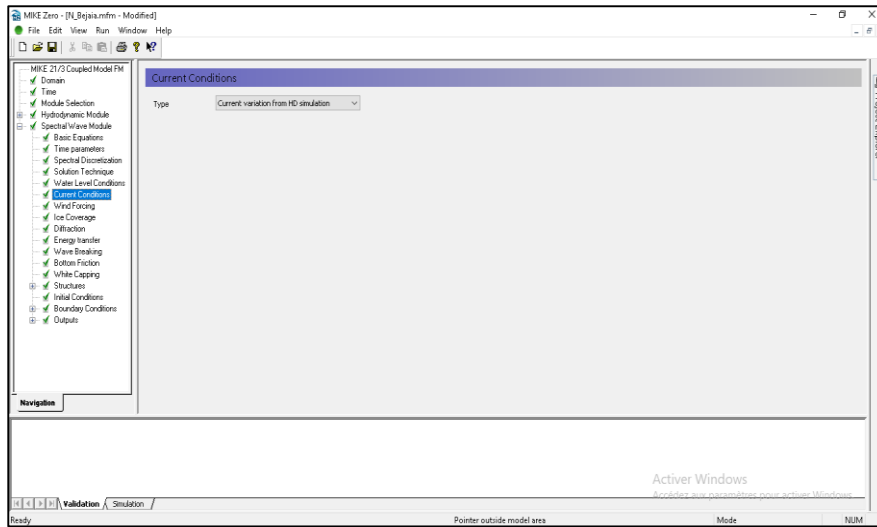 MIKE Zero - [N_Bejaia.mfm - Modified]
File Edit View Run Window Help
MIKE 21/3 Coupled Model FM
Domain
Time
Module Selection
Hydrodynamic Module
Spectral Wave Module
Basic Equations
Time parameters
Spectral Discretization
Solution Technique
Water Level Conditions
Current Conditions
Wind Forcing
Ice Coverage
Diffraction
Energy transfer
Wave Breaking
Bottom Friction
White Capping
Structures
Initial Conditions
Boundary Conditions
Outputs
Navigation
Current Conditions
Type Current variation from HD simulation
Activer Windows
Accédez aux paramètres pour activer Windows.
Validation Simulation
Ready Pointer outside model area Mode NUM